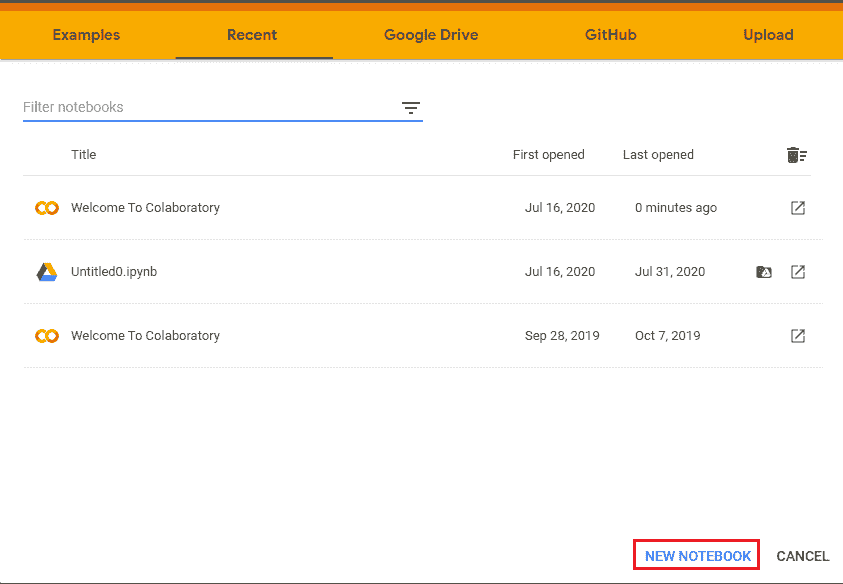 Examples Recent Google Drive GitHub Upload
Filter notebooks
Title First opened Last opened
Welcome To Colaboratory Jul 16, 2020 0 minutes ago
Untitled0.ipynb Jul 16, 2020 Jul 31, 2020
Welcome To Colaboratory Sep 28, 2019 Oct 7, 2019
NEW NOTEBOOK CANCEL